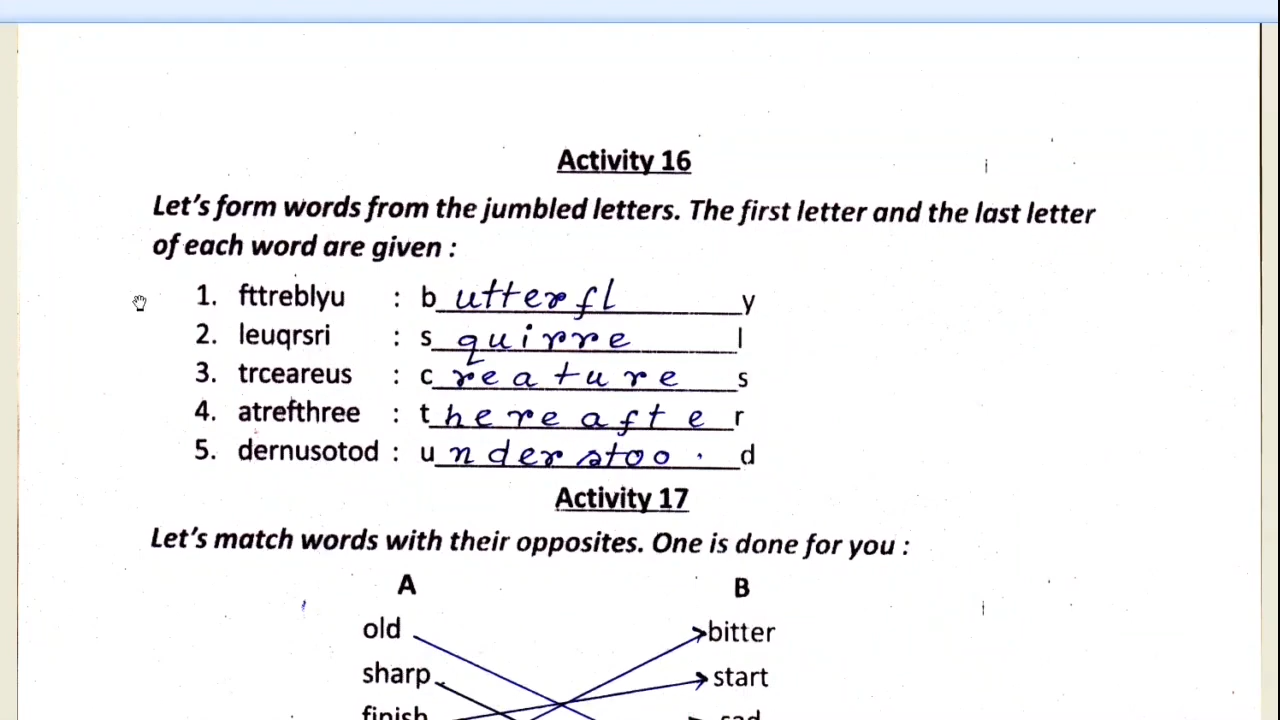 Activity 16
Let's form words from the jumbled letters. The first letter and the last letter
of each word are given :
1. fttreblyu : b utterfl y
2. leuqrsri : s quirre l
3. trceareus : c reature s
4. atrefthree : t hereafte r
5. dernusotod : u nderstoo d
Activity 17
Let's match words with their opposites. One is done for you :
A B
old bitter
sharp start
finish sad